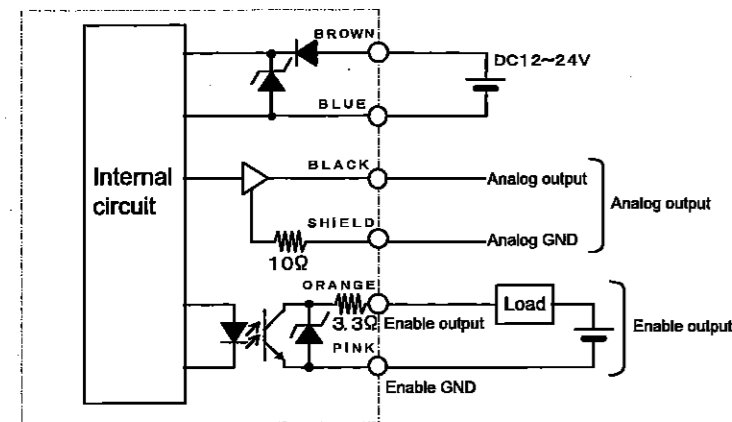 BROWN
DC12~24V
BLUE
Internal
circuit
BLACK
Analog output
Analog output
SHIELD
Analog GND
10Ω
ORANGE
Load
3.3Ω
Enable output
Enable output
PINK
Enable GND